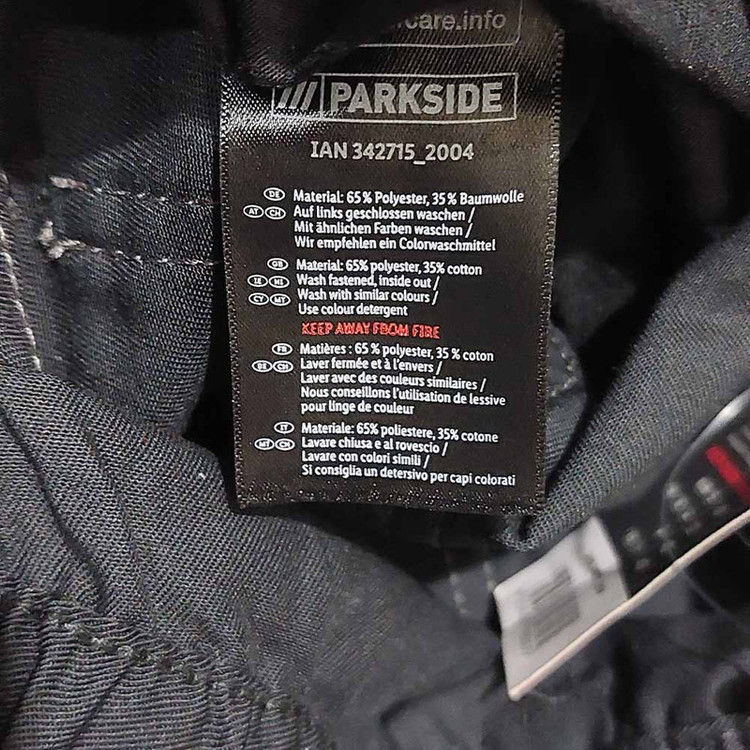 care.info
PARKSIDE
IAN 342715_2004
DE Material: 65% Polyester, 35% Baumwolle
AT CH Auf links geschlossen waschen /
Mit ähnlichen Farben waschen /
Wir empfehlen ein Colorwaschmittel
GB Material: 65% polyester, 35% cotton
IE NI Wash fastened, inside out /
CY MT Wash with similar colours /
Use colour detergent
KEEP AWAY FROM FIRE
FR Matières : 65 % polyester, 35 % coton
BE CH Laver fermée et à l'envers /
Laver avec des couleurs similaires /
Nous conseillons l'utilisation de lessive
pour linge de couleur
IT Materiale: 65% poliestere, 35% cotone
MT CH Lavare chiusa e al rovescio /
Lavare con colori simili /
Si consiglia un detersivo per capi colorati